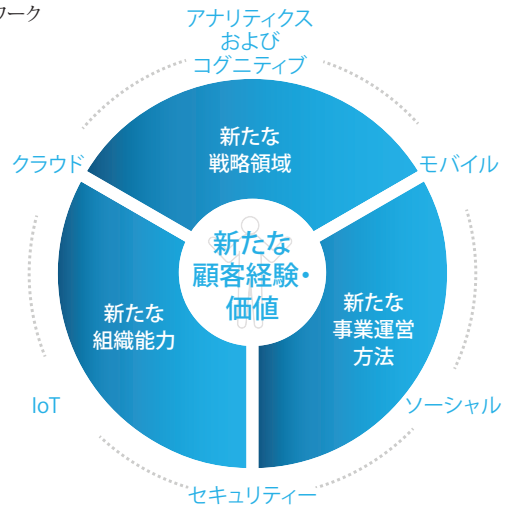 ワーク
アナリティクス
および
コグニティブ
クラウド
モバイル
新たな
戦略領域
新たな
顧客経験・
価値
新たな
組織能力
新たな
事業運営
方法
IoT
ソーシャル
セキュリティー